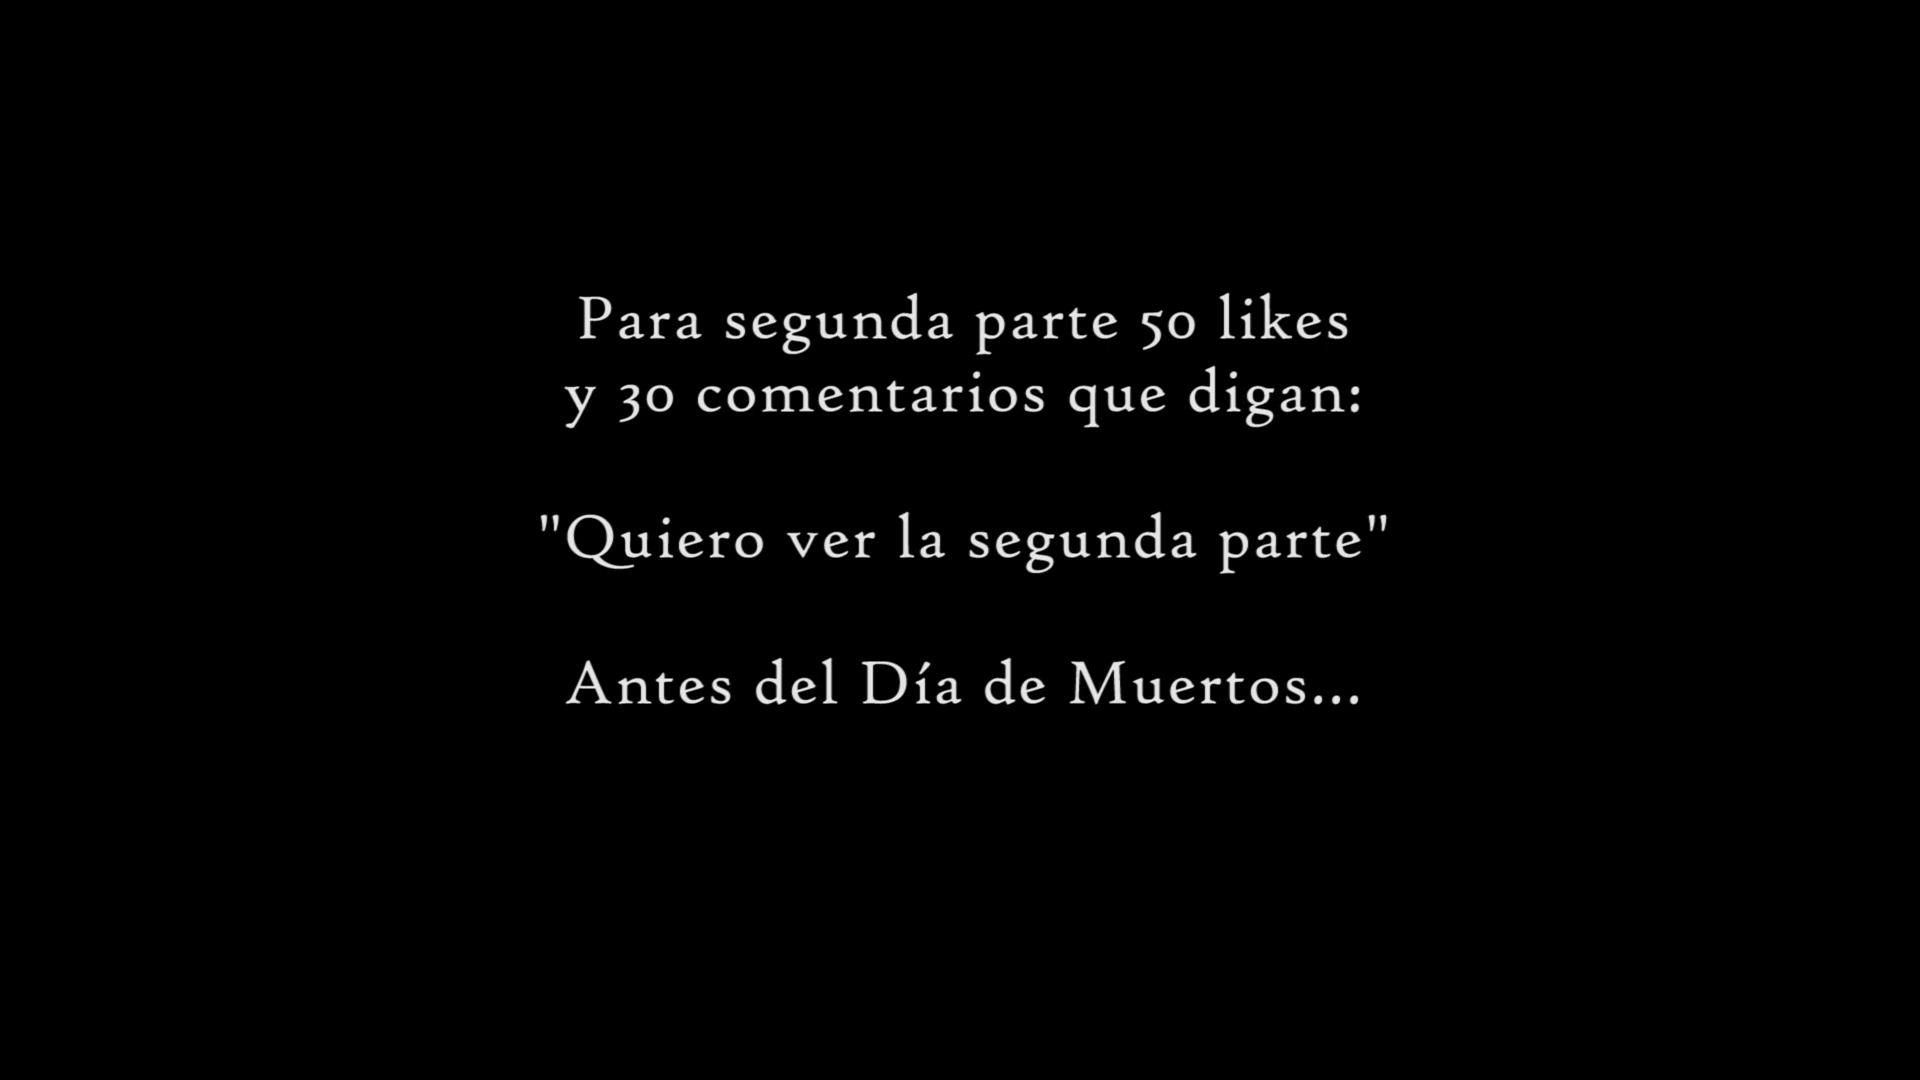 Para segunda parte 50 likes
y 30 comentarios que digan:
"Quiero ver la segunda parte"
Antes del Día de Muertos...